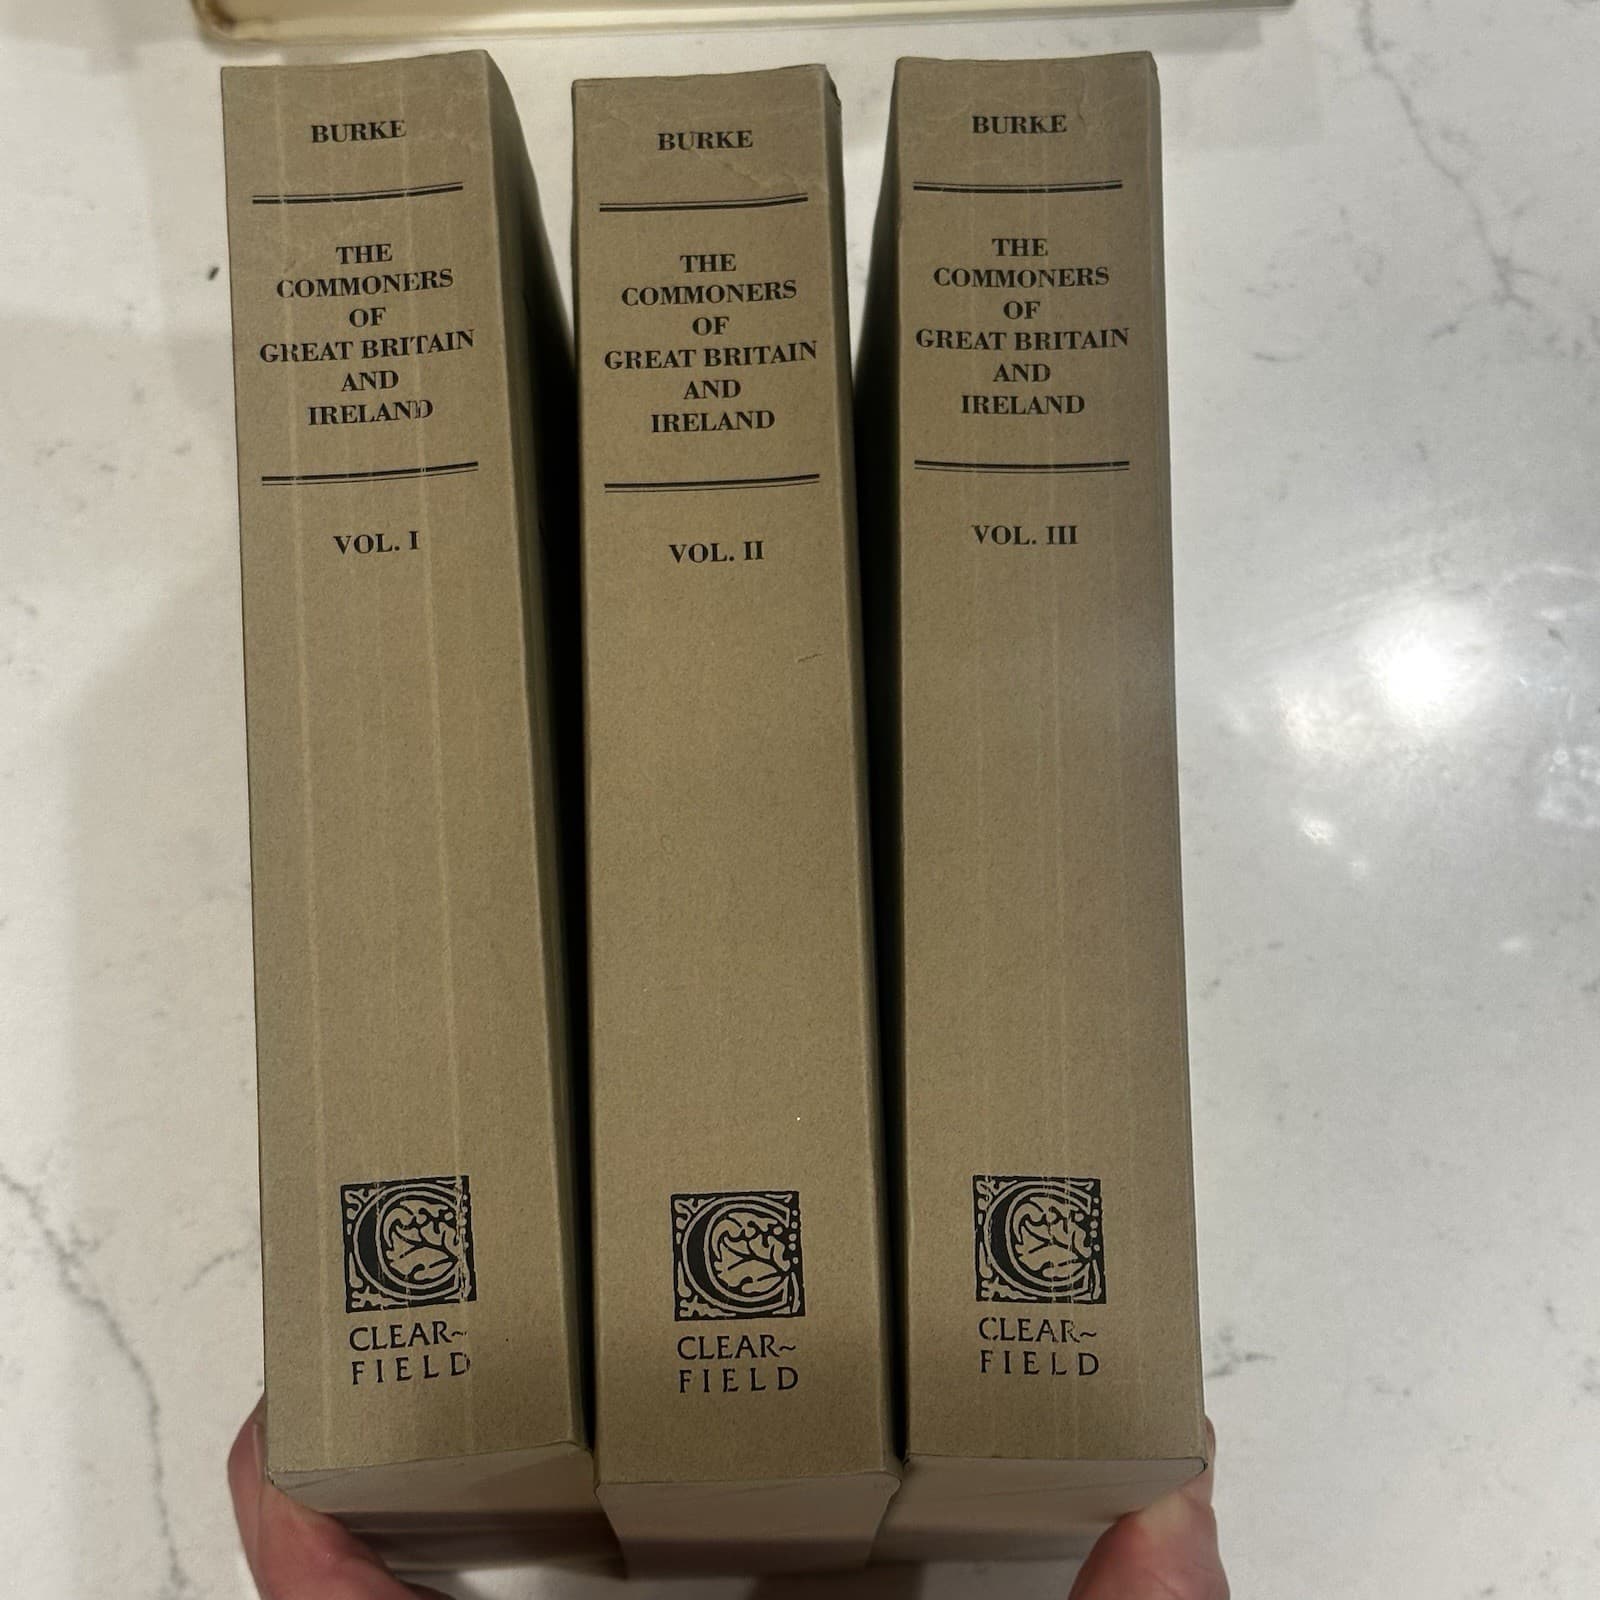 BURKE
THE
COMMONERS
OF
GREAT BRITAIN
AND
IRELAND
VOL. I
CLEAR~
FIELD
BURKE
THE
COMMONERS
OF
GREAT BRITAIN
AND
IRELAND
VOL. II
CLEAR~
FIELD
BURKE
THE
COMMONERS
OF
GREAT BRITAIN
AND
IRELAND
VOL. III
CLEAR~
FIELD